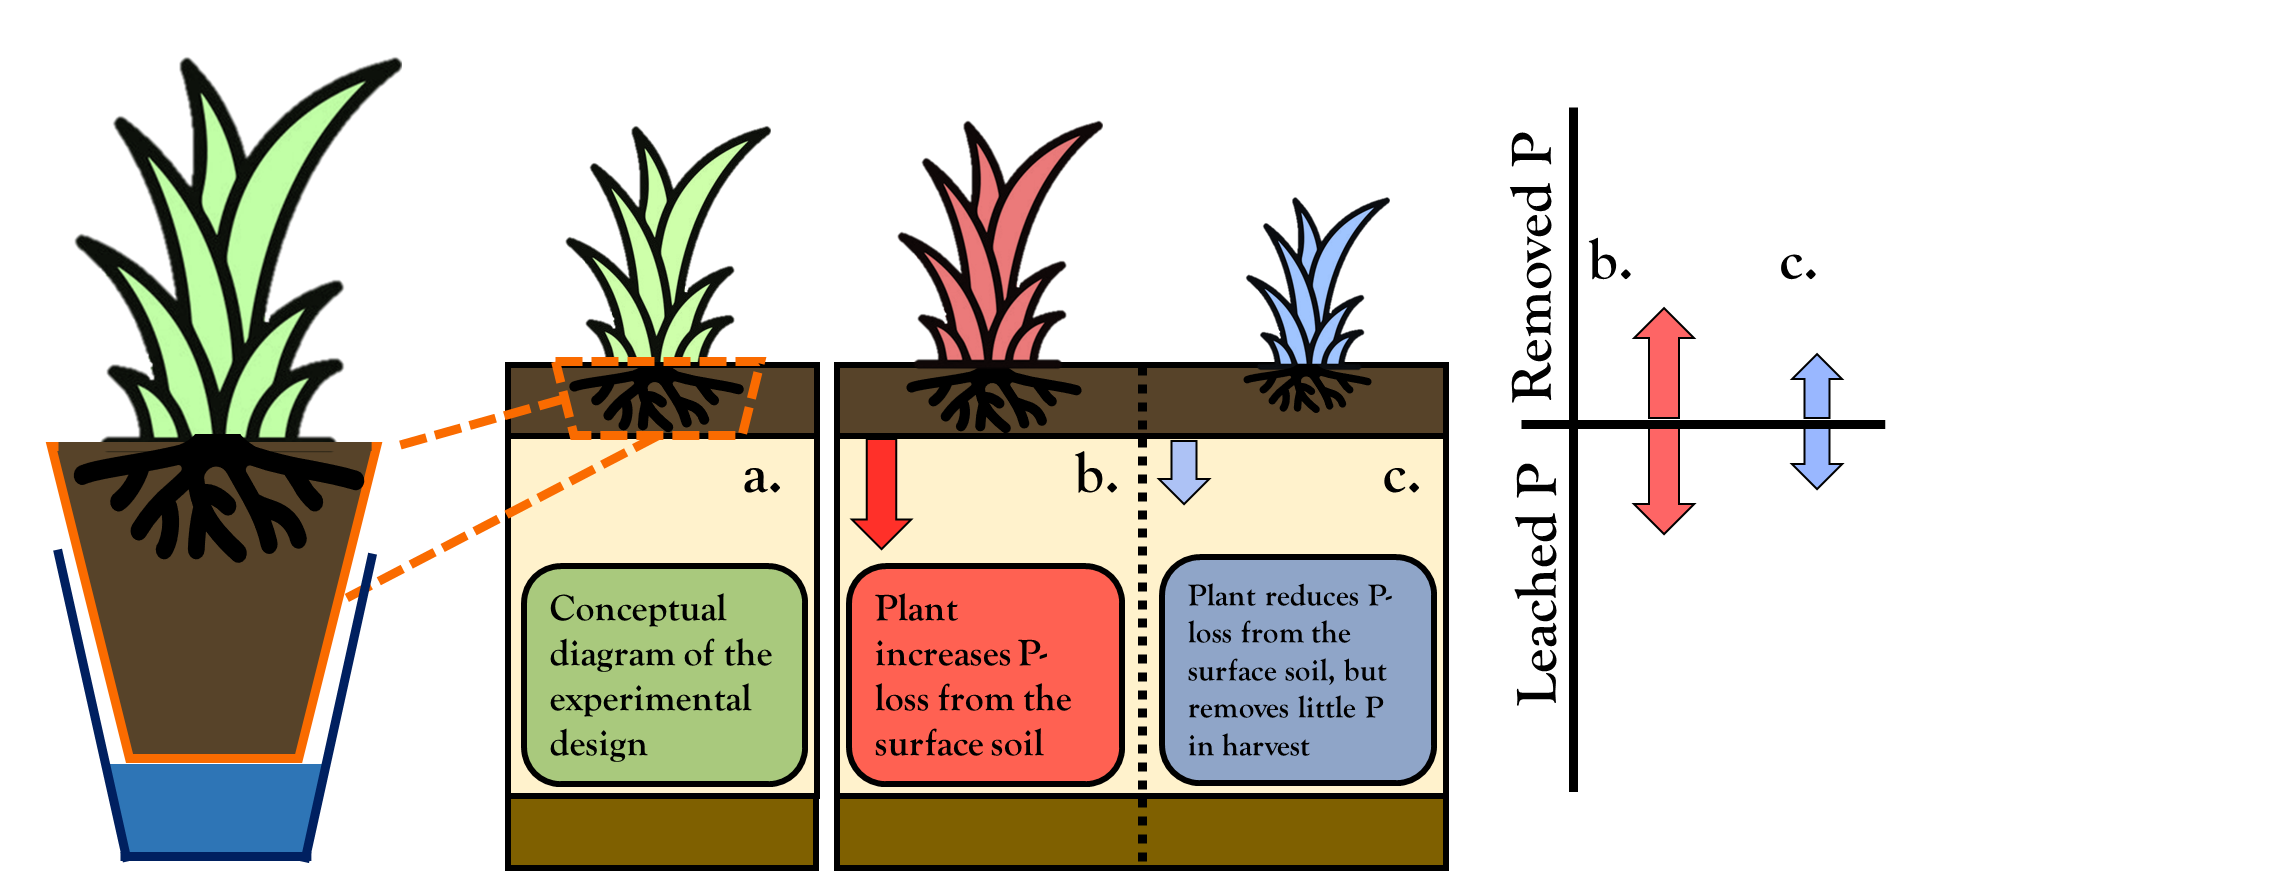 a.
Conceptual
diagram of the
experimental
design
b.
Plant
increases P-
loss from the
surface soil
c.
Plant reduces P-
loss from the
surface soil, but
removes little P
in harvest
Removed P
Leached P
b.
c.